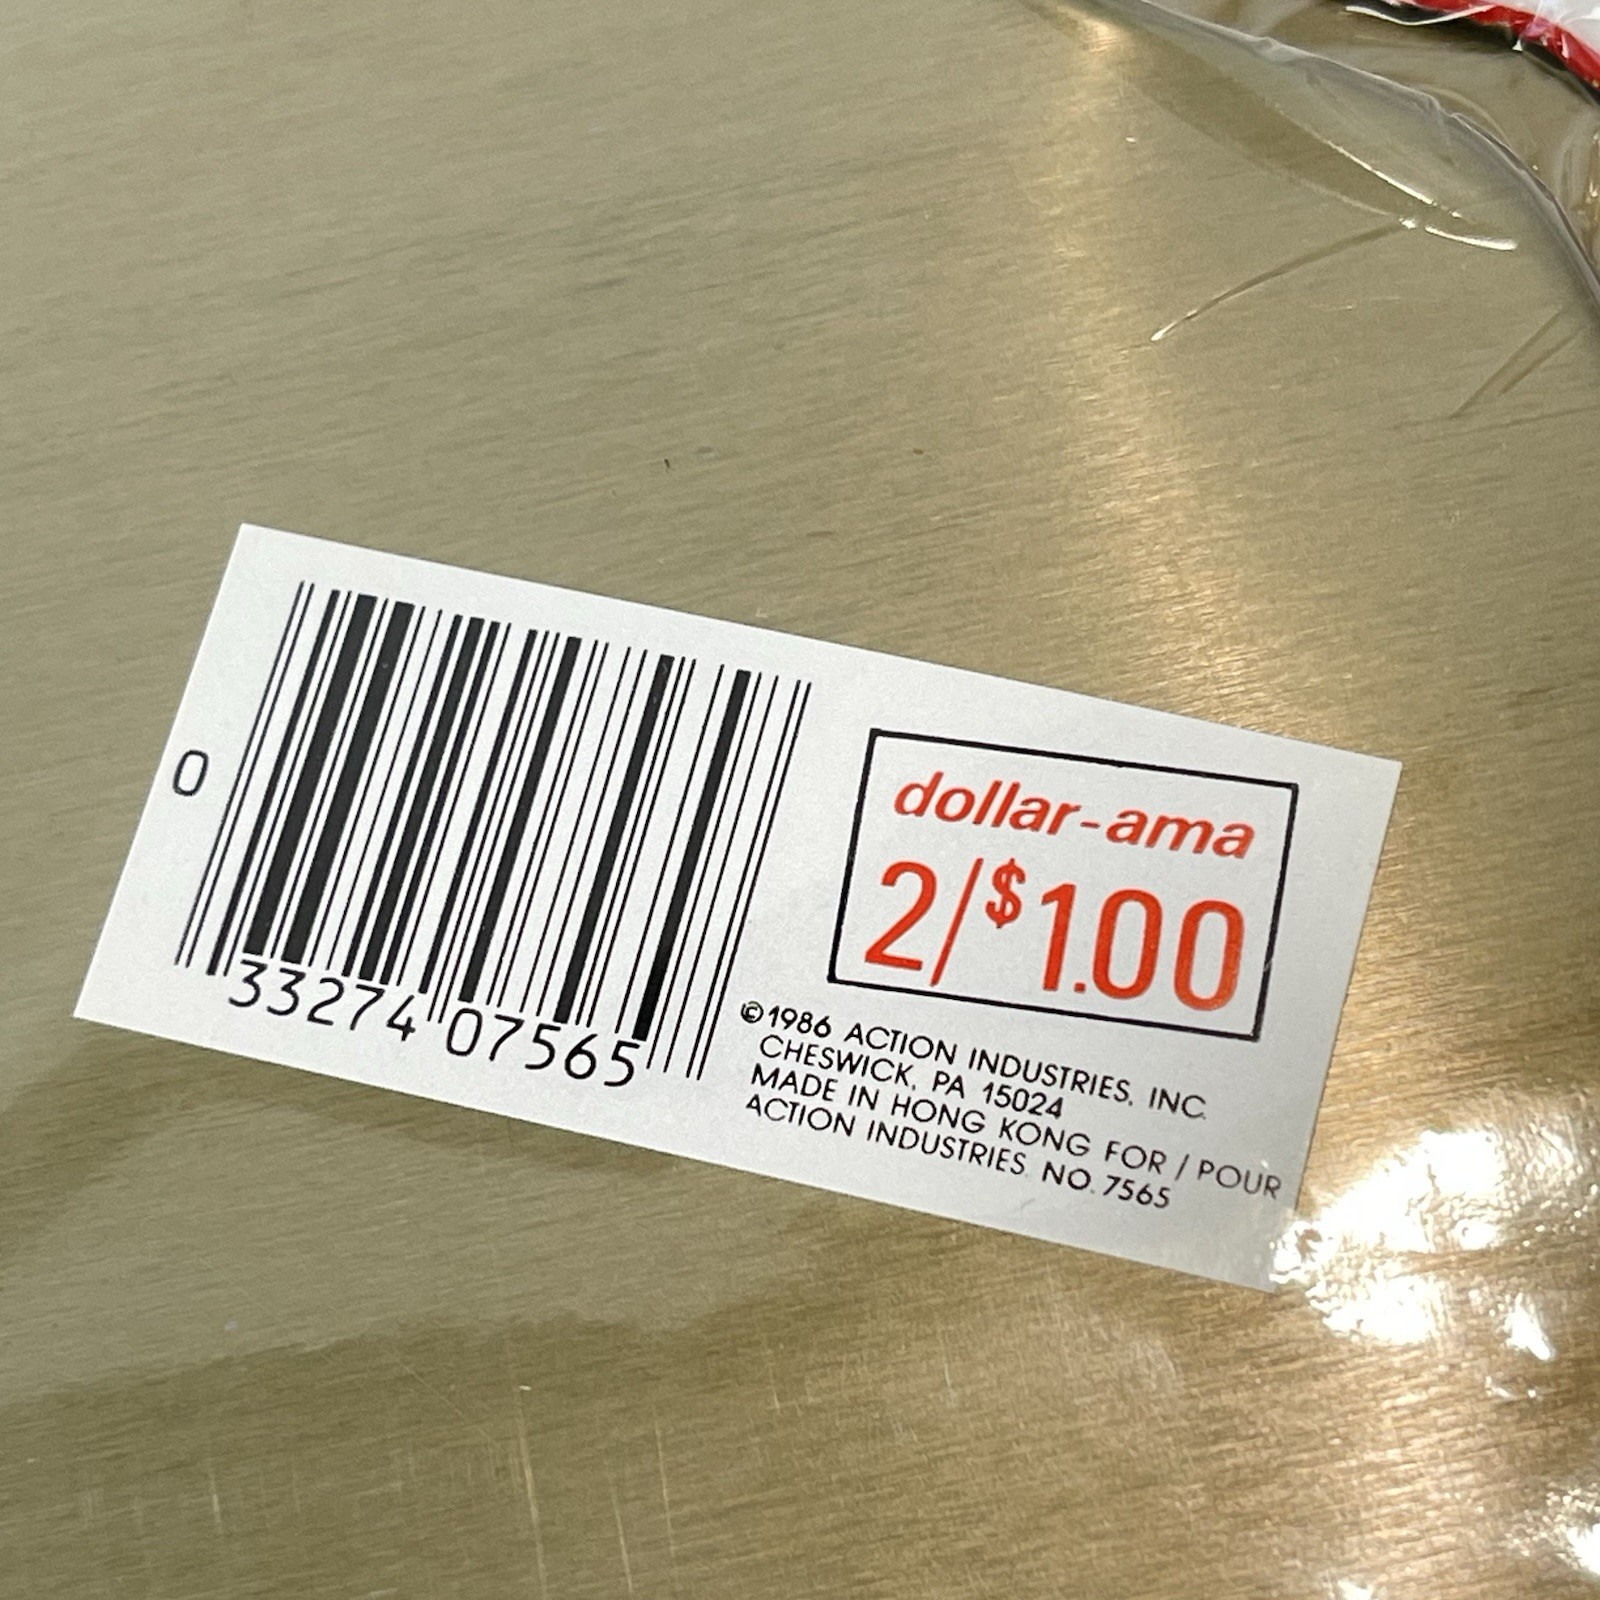 0
33274 07565
dollar-ama
2/$1.00
©1986 ACTION INDUSTRIES, INC.
CHESWICK, PA 15024
MADE IN HONG KONG FOR / POUR
ACTION INDUSTRIES NO. 7565